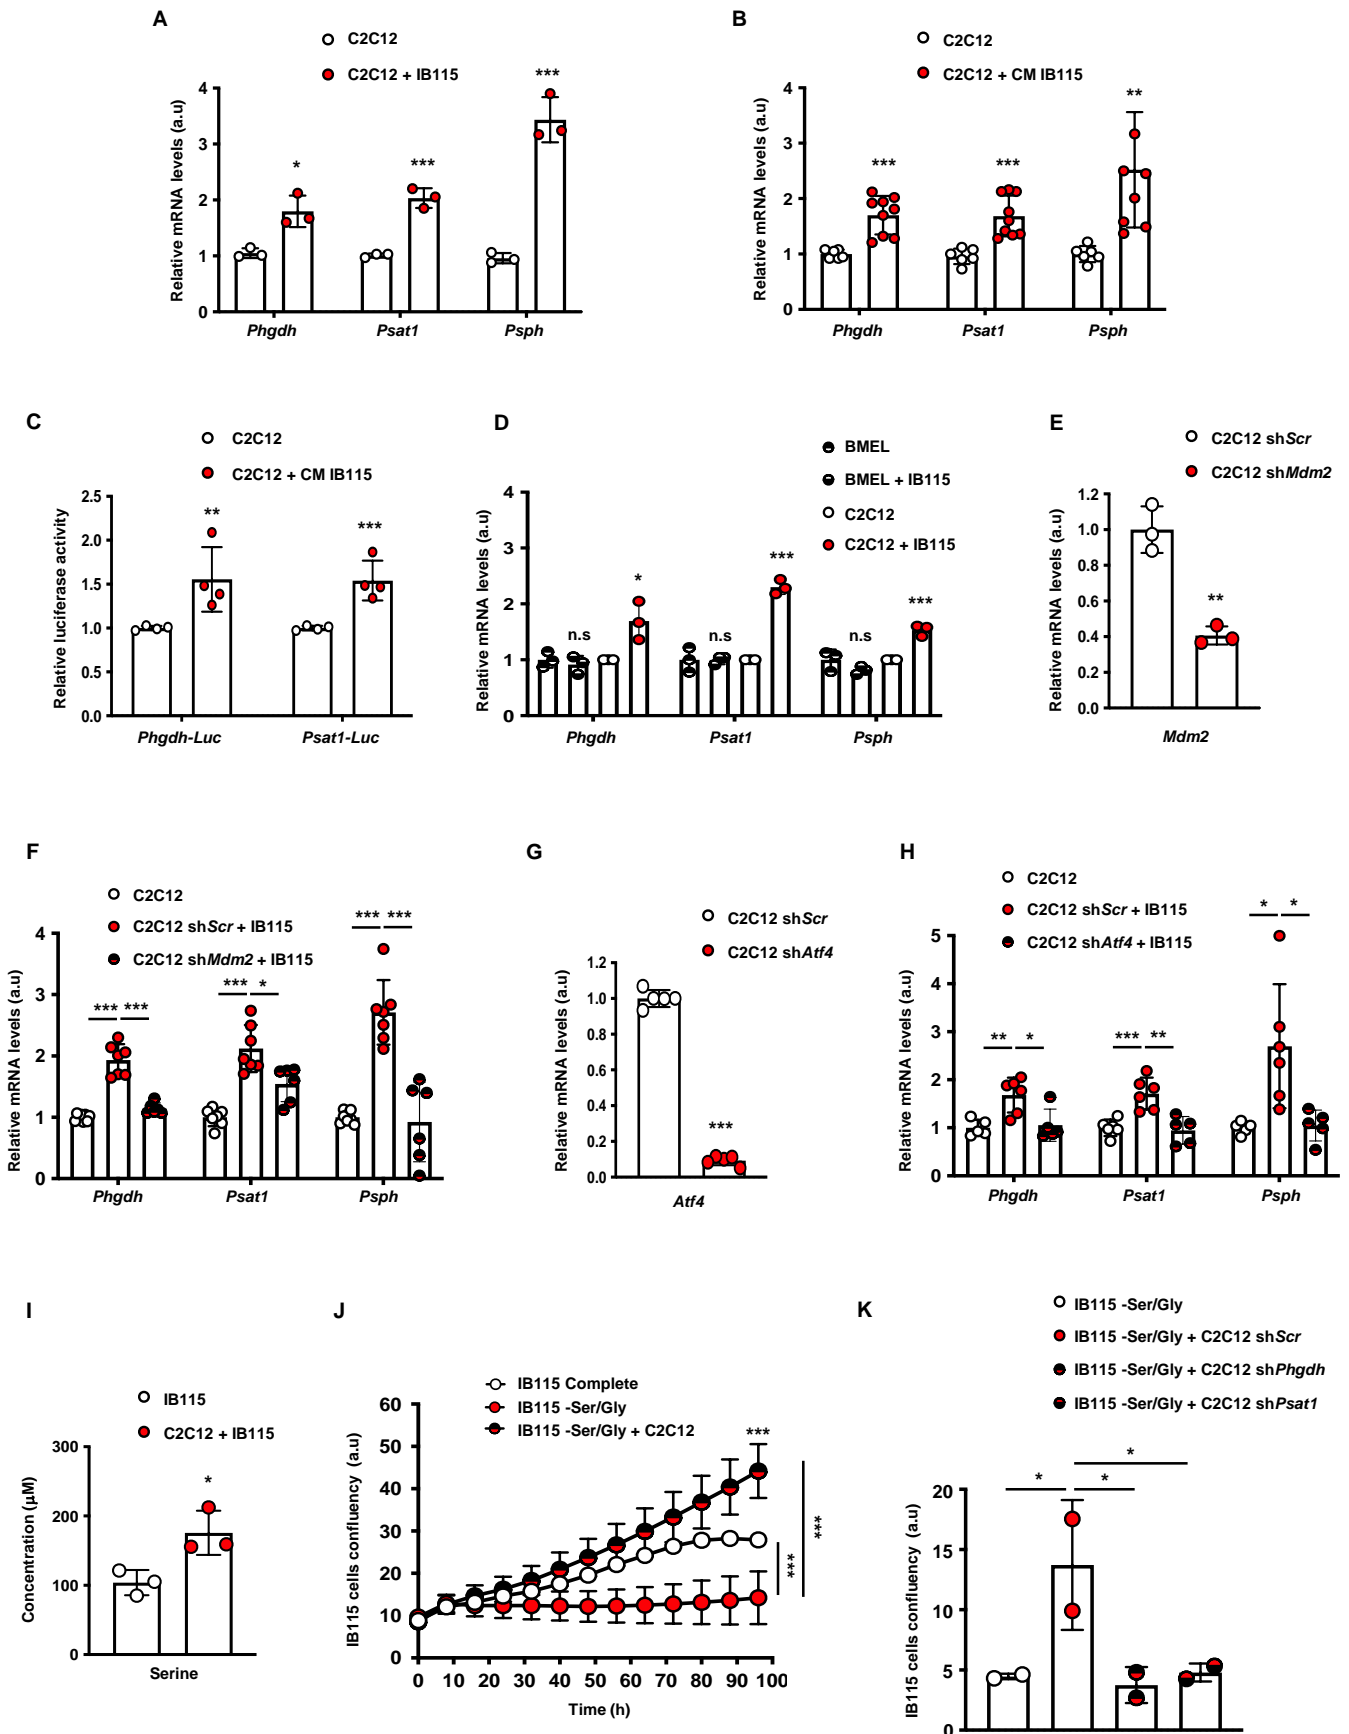 A
C2C12
C2C12 + IB115
Relative mRNA levels (a.u)
4
3
2
1
0
*
***
***
Phgdh
Psat1
Psph
B
C2C12
C2C12 + CM IB115
Relative mRNA levels (a.u)
4
3
2
1
0
***
***
**
Phgdh
Psat1
Psph
C
C2C12
C2C12 + CM IB115
Relative luciferase activity
2.5
2.0
1.5
1.0
0.5
0.0
**
***
Phgdh-Luc
Psat1-Luc
D
BMEL
BMEL + IB115
C2C12
C2C12 + IB115
Relative mRNA levels (a.u)
4
3
2
1
0
n.s
*
n.s
***
n.s
***
Phgdh
Psat1
Psph
E
C2C12 shScr
C2C12 shMdm2
Relative mRNA levels (a.u)
1.2
1.0
0.8
0.6
0.4
0.2
0.0
**
Mdm2
F
C2C12
C2C12 shScr + IB115
C2C12 shMdm2 + IB115
Relative mRNA levels (a.u)
4
3
2
1
0
*** ***
*** *
*** ***
Phgdh
Psat1
Psph
G
C2C12 shScr
C2C12 shAtf4
Relative mRNA levels (a.u)
1.2
1.0
0.8
0.6
0.4
0.2
0.0
***
Atf4
H
C2C12
C2C12 shScr + IB115
C2C12 shAtf4 + IB115
Relative mRNA levels (a.u)
5
4
3
2
1
0
** *
*** **
* *
Phgdh
Psat1
Psph
I
IB115
C2C12 + IB115
Concentration (µM)
300
200
100
0
*
Serine
J
IB115 Complete
IB115 -Ser/Gly
IB115 -Ser/Gly + C2C12
IB115 cells confluency (a.u)
60
50
40
30
20
10
0
***
***
***
0 10 20 30 40 50 60 70 80 90 100
Time (h)
K
IB115 -Ser/Gly
IB115 -Ser/Gly + C2C12 shScr
IB115 -Ser/Gly + C2C12 shPhgdh
IB115 -Ser/Gly + C2C12 shPsat1
IB115 cells confluency (a.u)
20
15
10
5
0
*
* *